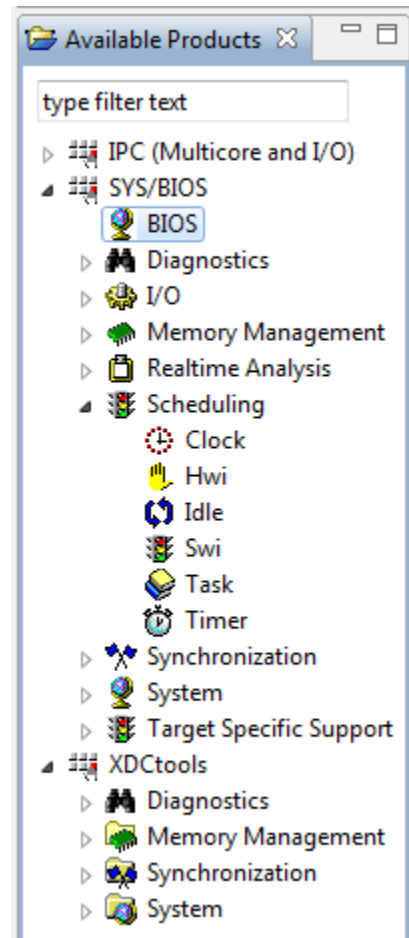 Available Products
type filter text
IPC (Multicore and I/O)
SYS/BIOS
BIOS
Diagnostics
I/O
Memory Management
Realtime Analysis
Scheduling
Clock
Hwi
Idle
Swi
Task
Timer
Synchronization
System
Target Specific Support
XDCtools
Diagnostics
Memory Management
Synchronization
System